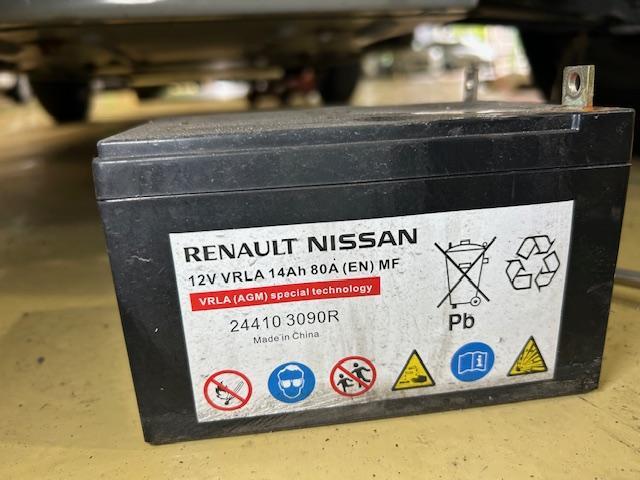 RENAULT NISSAN
12V VRLA 14Ah 80A (EN) MF
VRLA (AGM) special technology
24410 3090R
Made in China
Pb